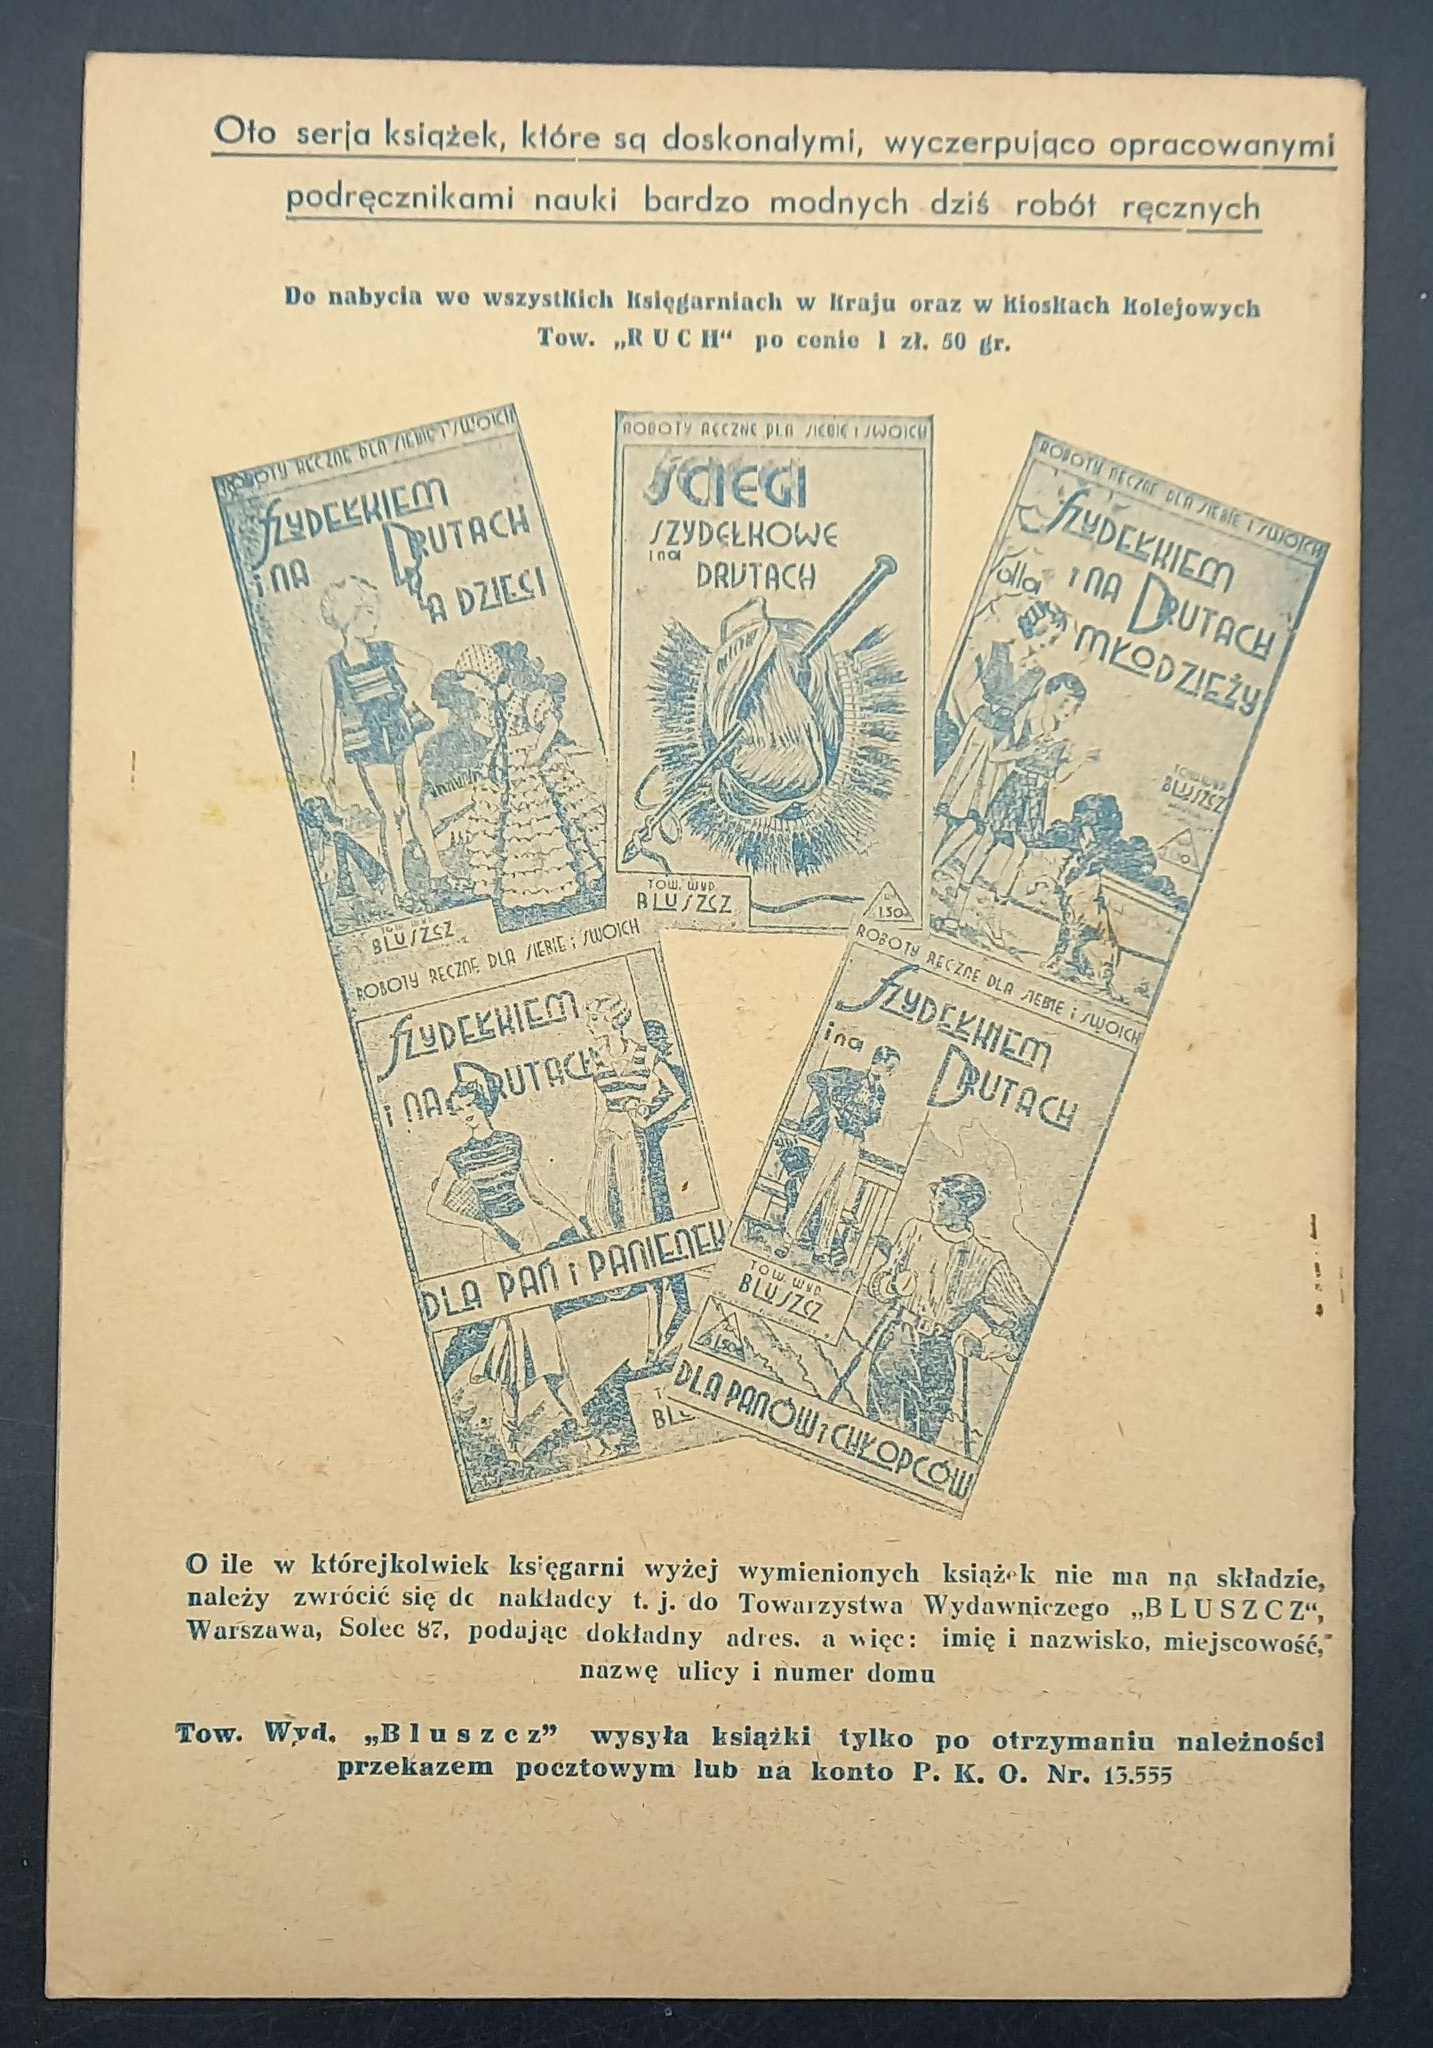 Oto serja książek, które są doskonałymi, wyczerpująco opracowanymi
podręcznikami nauki bardzo modnych dziś robót ręcznych
Do nabycia we wszystkich księgarniach w kraju oraz w kioskach kolejowych
Tow. „RUCH“ po cenie 1 zł. 50 gr.
ROBOTY RĘCZNE DLA SIEBIE I SWOICH
SZYDEŁKIEM
i NA DRUTACH
DLA DZIECI
TOW. WYD.
BLUSZCZ
ROBOTY RĘCZNE DLA SIEBIE I SWOICH
ŚCIEGI
SZYDEŁKOWE
i na
DRUTACH
TOW. WYD.
BLUSZCZ
1.50
ROBOTY RĘCZNE DLA SIEBIE I SWOICH
SZYDEŁKIEM
i NA DRUTACH
dla
MŁODZIEŻY
TOW. WYD.
BLUSZCZ
ROBOTY RĘCZNE DLA SIEBIE i SWOICH
SZYDEŁKIEM
i NA DRUTACH
DLA PAŃ i PANIENEK
BLU
ROBOTY RĘCZNE DLA SIEBIE i SWOICH
SZYDEŁKIEM
i na
DRUTACH
TOW. WYD.
BLUSZCZ
1.50
DLA PANÓW i CHŁOPCÓW
O ile w którejkolwiek księgarni wyżej wymienionych książek nie ma na składzie,
należy zwrócić się do nakładcy t. j. do Towarzystwa Wydawniczego „BLUSZCZ“,
Warszawa, Solec 87, podając dokładny adres, a więc: imię i nazwisko, miejscowość,
nazwę ulicy i numer domu
Tow. Wyd. „Bluszcz” wysyła książki tylko po otrzymaniu należności
przekazem pocztowym lub na konto P. K. O. Nr. 13.555